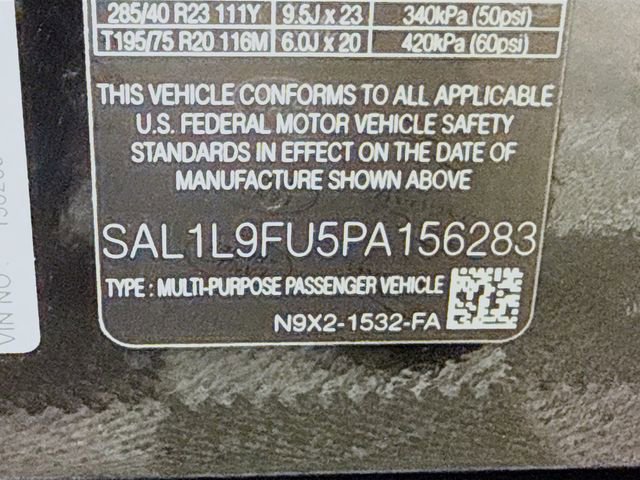 285/40 R23 111Y 9.5J x 23 340kPa (50psi)
T195/75 R20 116M 6.0J x 20 420kPa (60psi)
THIS VEHICLE CONFORMS TO ALL APPLICABLE
U.S. FEDERAL MOTOR VEHICLE SAFETY
STANDARDS IN EFFECT ON THE DATE OF
MANUFACTURE SHOWN ABOVE
SAL1L9FU5PA156283
TYPE : MULTI-PURPOSE PASSENGER VEHICLE
N9X2-1532-FA
VIN NO.